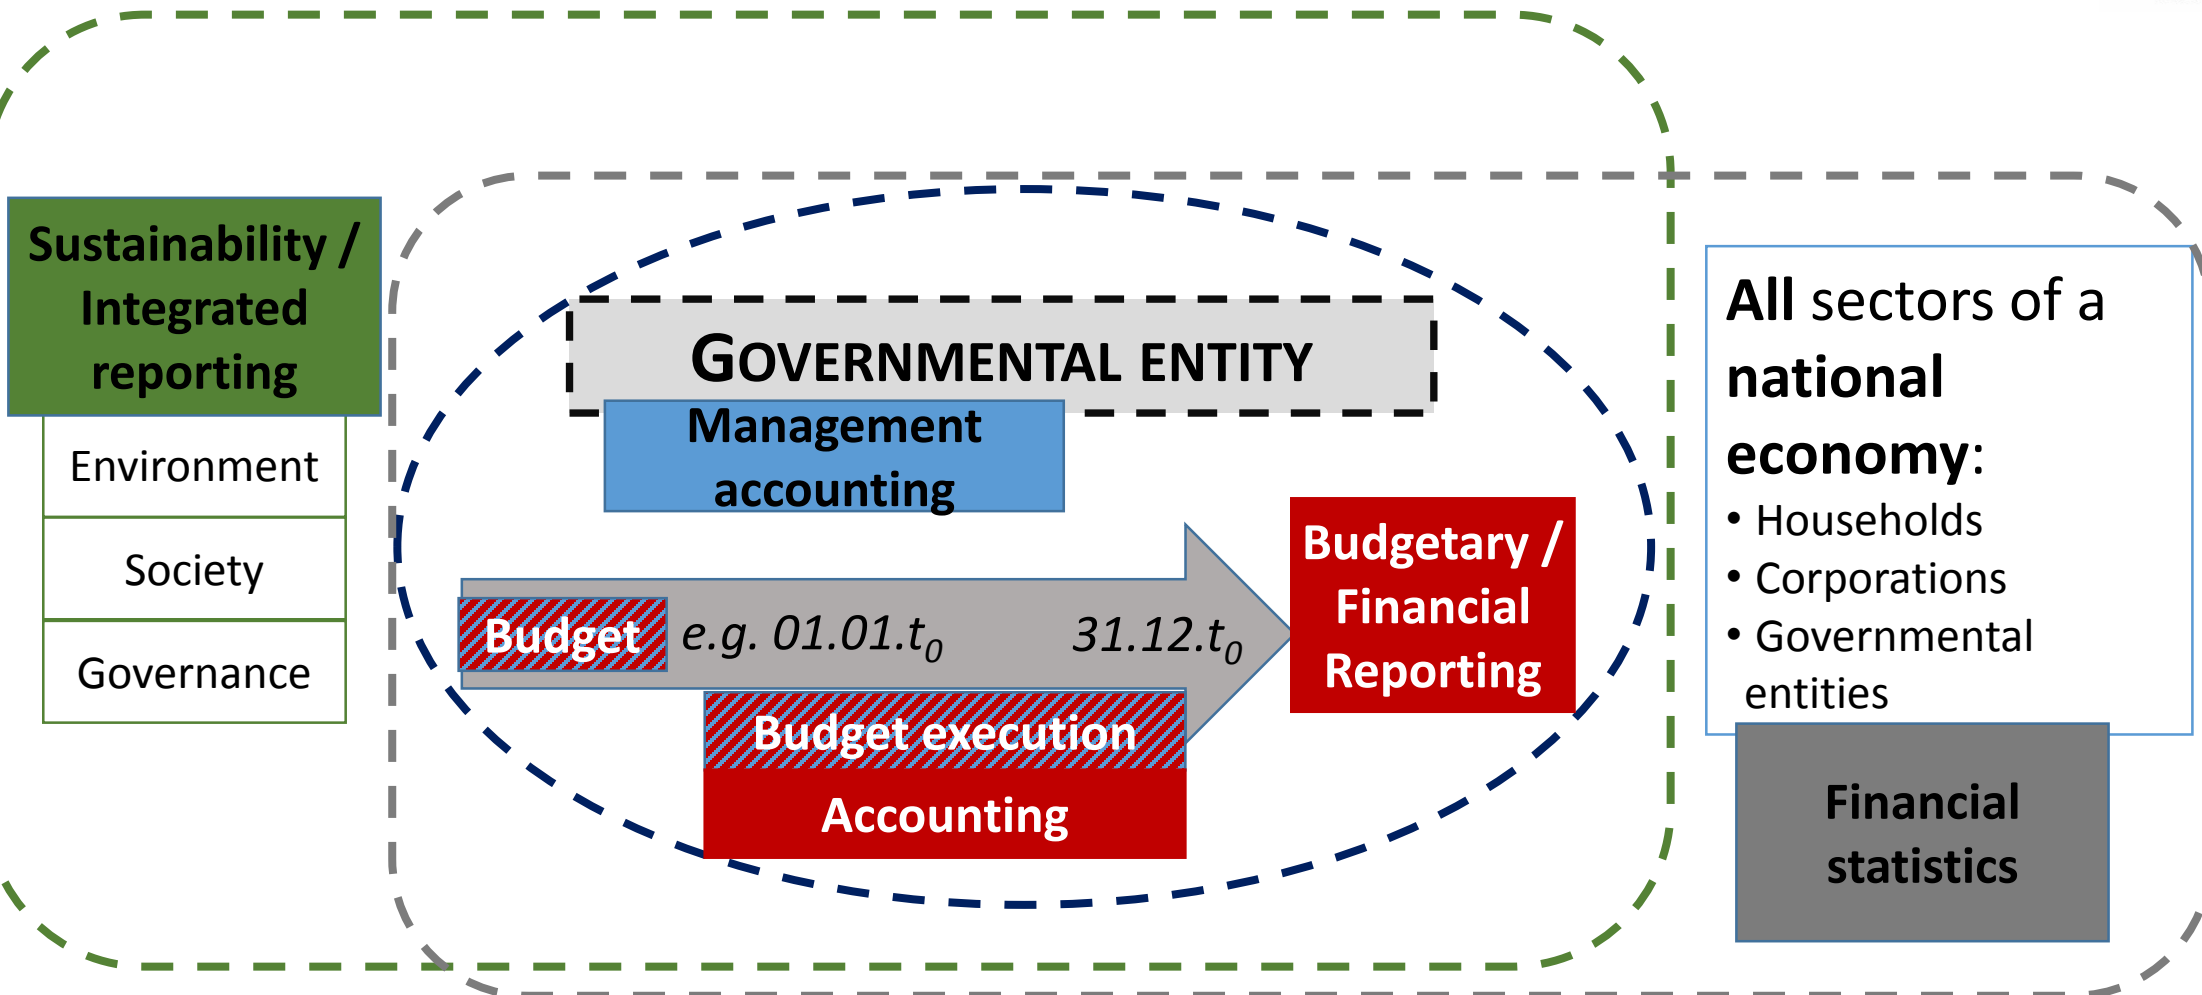 Sustainability /
Integrated
reporting
Environment
Society
Governance
GOVERNMENTAL ENTITY
Management
accounting
Budget
e.g. 01.01.t0
31.12.t0
Budget execution
Accounting
Budgetary /
Financial
Reporting
All sectors of a
national
economy:
• Households
• Corporations
• Governmental
entities
Financial
statistics